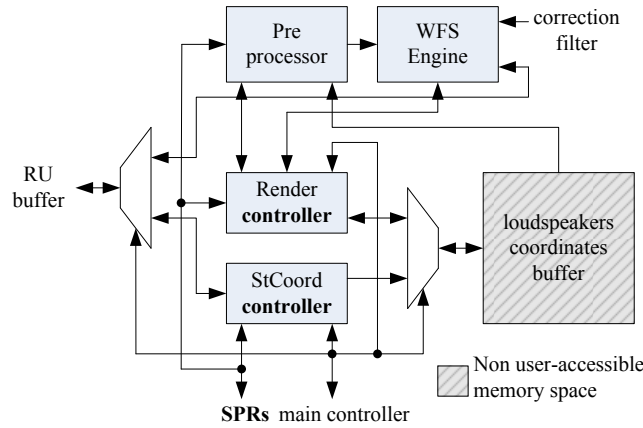 Pre
processor
WFS
Engine
correction
filter
RU
buffer
Render
controller
loudspeakers
coordinates
buffer
StCoord
controller
Non user-accessible
memory space
SPRs main controller